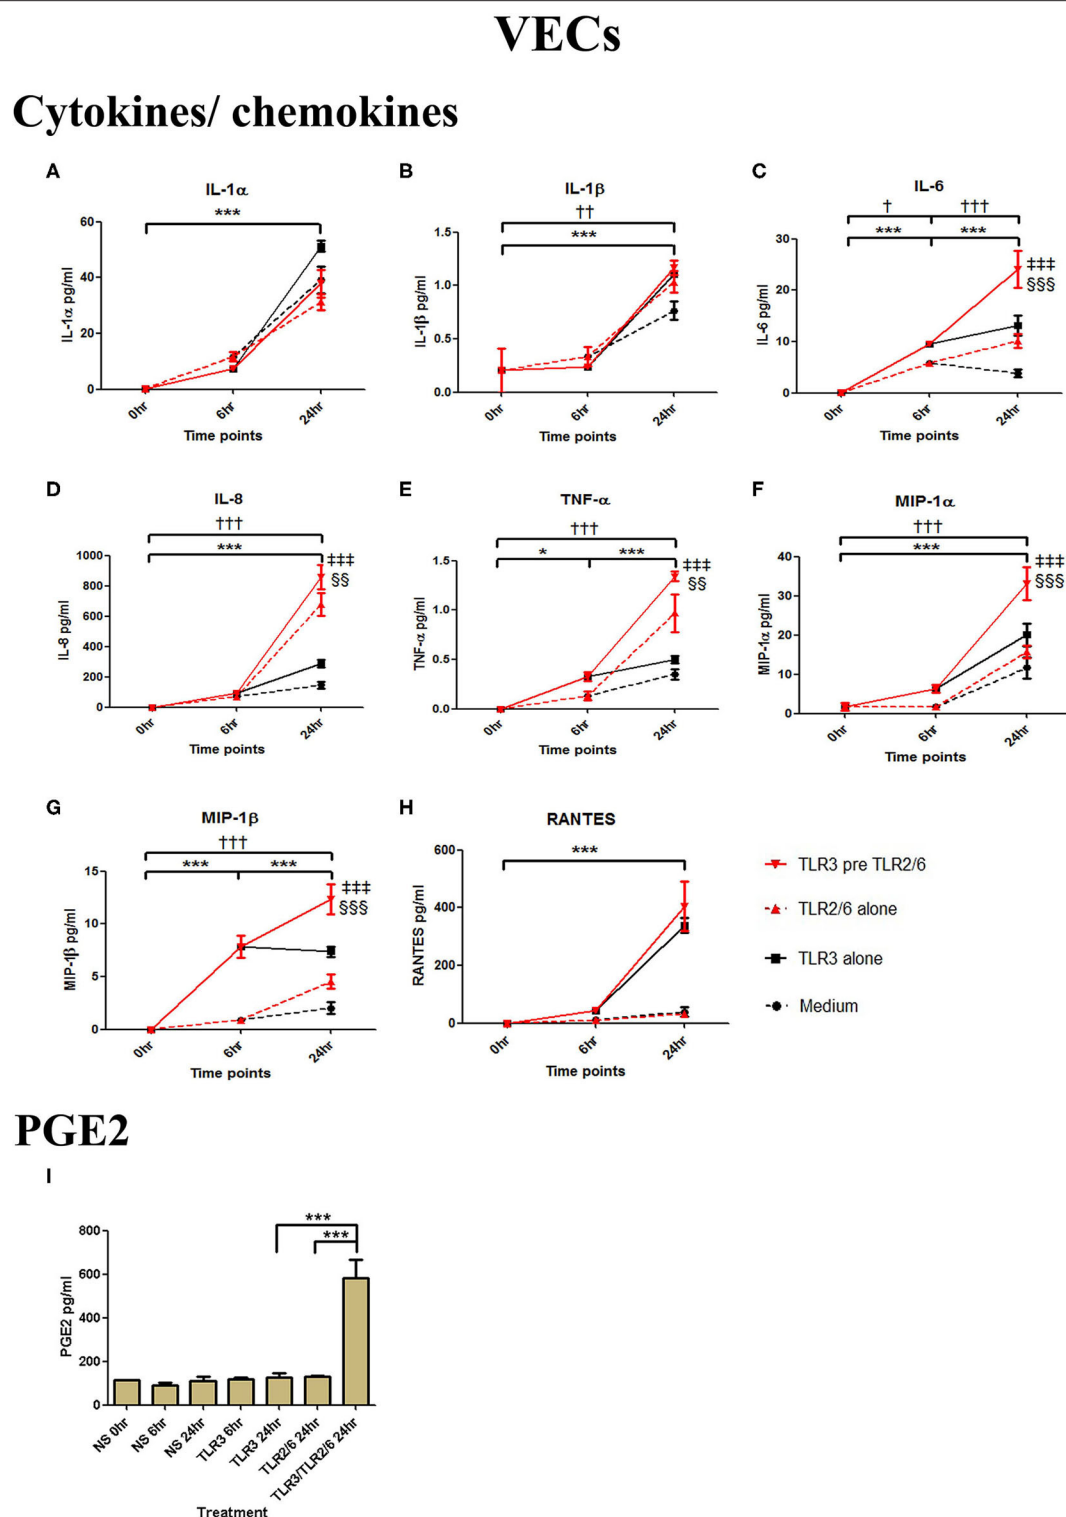 VECs
Cytokines/ chemokines
A
IL-1α
***
60
40
20
0
IL-1α pg/ml
0hr
6hr
24hr
Time points
B
IL-1β
††
***
1.5
1.0
0.5
0.0
IL-1β pg/ml
0hr
6hr
24hr
Time points
C
IL-6
† †††
*** ***
30
20
10
0
IL-6 pg/ml
‡‡‡
§§§
0hr
6hr
24hr
Time points
D
IL-8
†††
***
1000
800
600
400
200
0
IL-8 pg/ml
‡‡‡
§§
0hr
6hr
24hr
Time points
E
TNF-α
†††
* ***
1.5
1.0
0.5
0.0
TNF-α pg/ml
‡‡‡
§§
0hr
6hr
24hr
Time points
F
MIP-1α
†††
***
40
30
20
10
0
MIP-1α pg/ml
‡‡‡
§§§
0hr
6hr
24hr
Time points
G
MIP-1β
†††
*** ***
15
10
5
0
MIP-1β pg/ml
‡‡‡
§§§
0hr
6hr
24hr
Time points
H
RANTES
***
600
400
200
0
RANTES pg/ml
0hr
6hr
24hr
Time points
TLR3 pre TLR2/6
TLR2/6 alone
TLR3 alone
Medium
PGE2
I
***
***
800
600
400
200
0
PGE2 pg/ml
NS 0hr
NS 6hr
NS 24hr
TLR3 6hr
TLR3 24hr
TLR2/6 24hr
TLR3/TLR2/6 24hr
Treatment